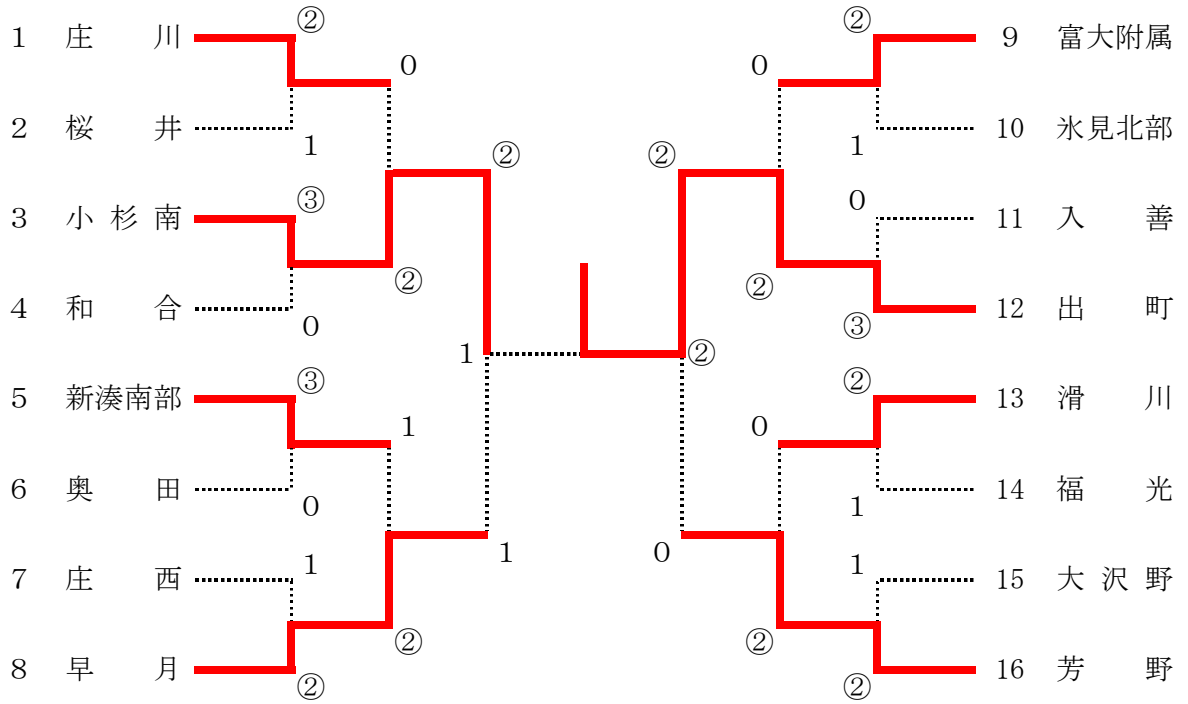 ②
②
1 庄川
9 富大附属
0
0
2 桜井
10 氷見北部
1
1
②
②
③
0
3 小杉南
11 入善
②
②
4 和合
12 出町
0
③
1
②
③
②
5 新湊南部
13 滑川
1
0
6 奥田
14 福光
0
1
1
0
1
1
7 庄西
15 大沢野
②
②
8 早月
16 芳野
②
②